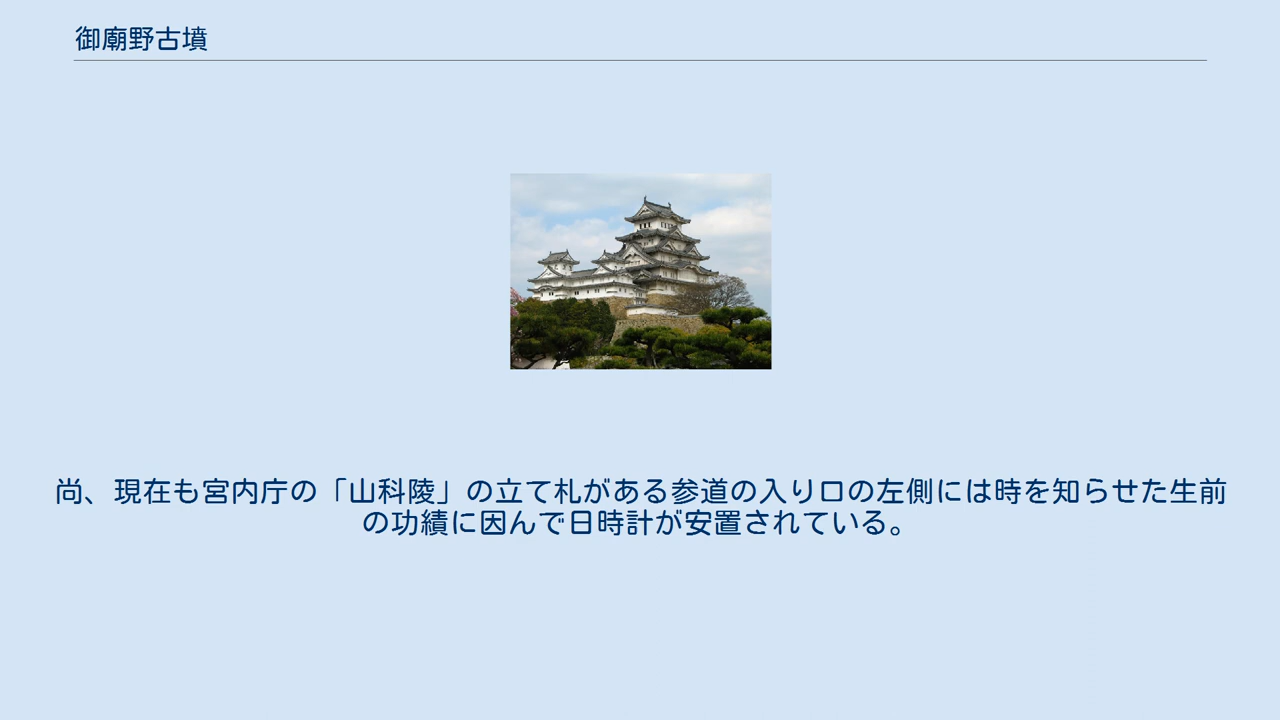 御廟野古墳
尚、現在も宮内庁の「山科陵」の立て札がある参道の入り口の左側には時を知らせた生前
の功績に因んで日時計が安置されている。